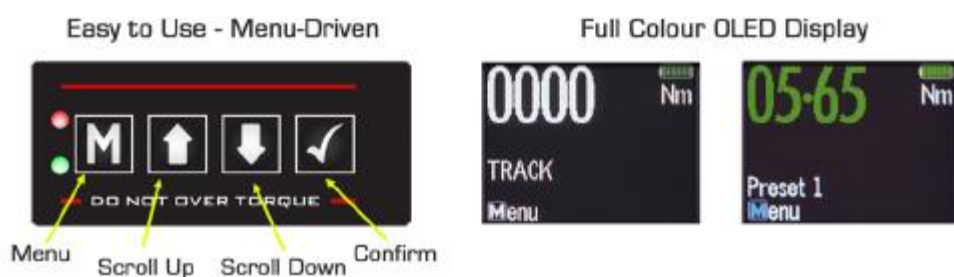 Easy to Use - Menu-Driven
M
DO NOT OVER TORQUE
Menu
Scroll Up
Scroll Down
Confirm
Full Colour OLED Display
0000
Nm
TRACK
Menu
05·65
Nm
Preset 1
Menu